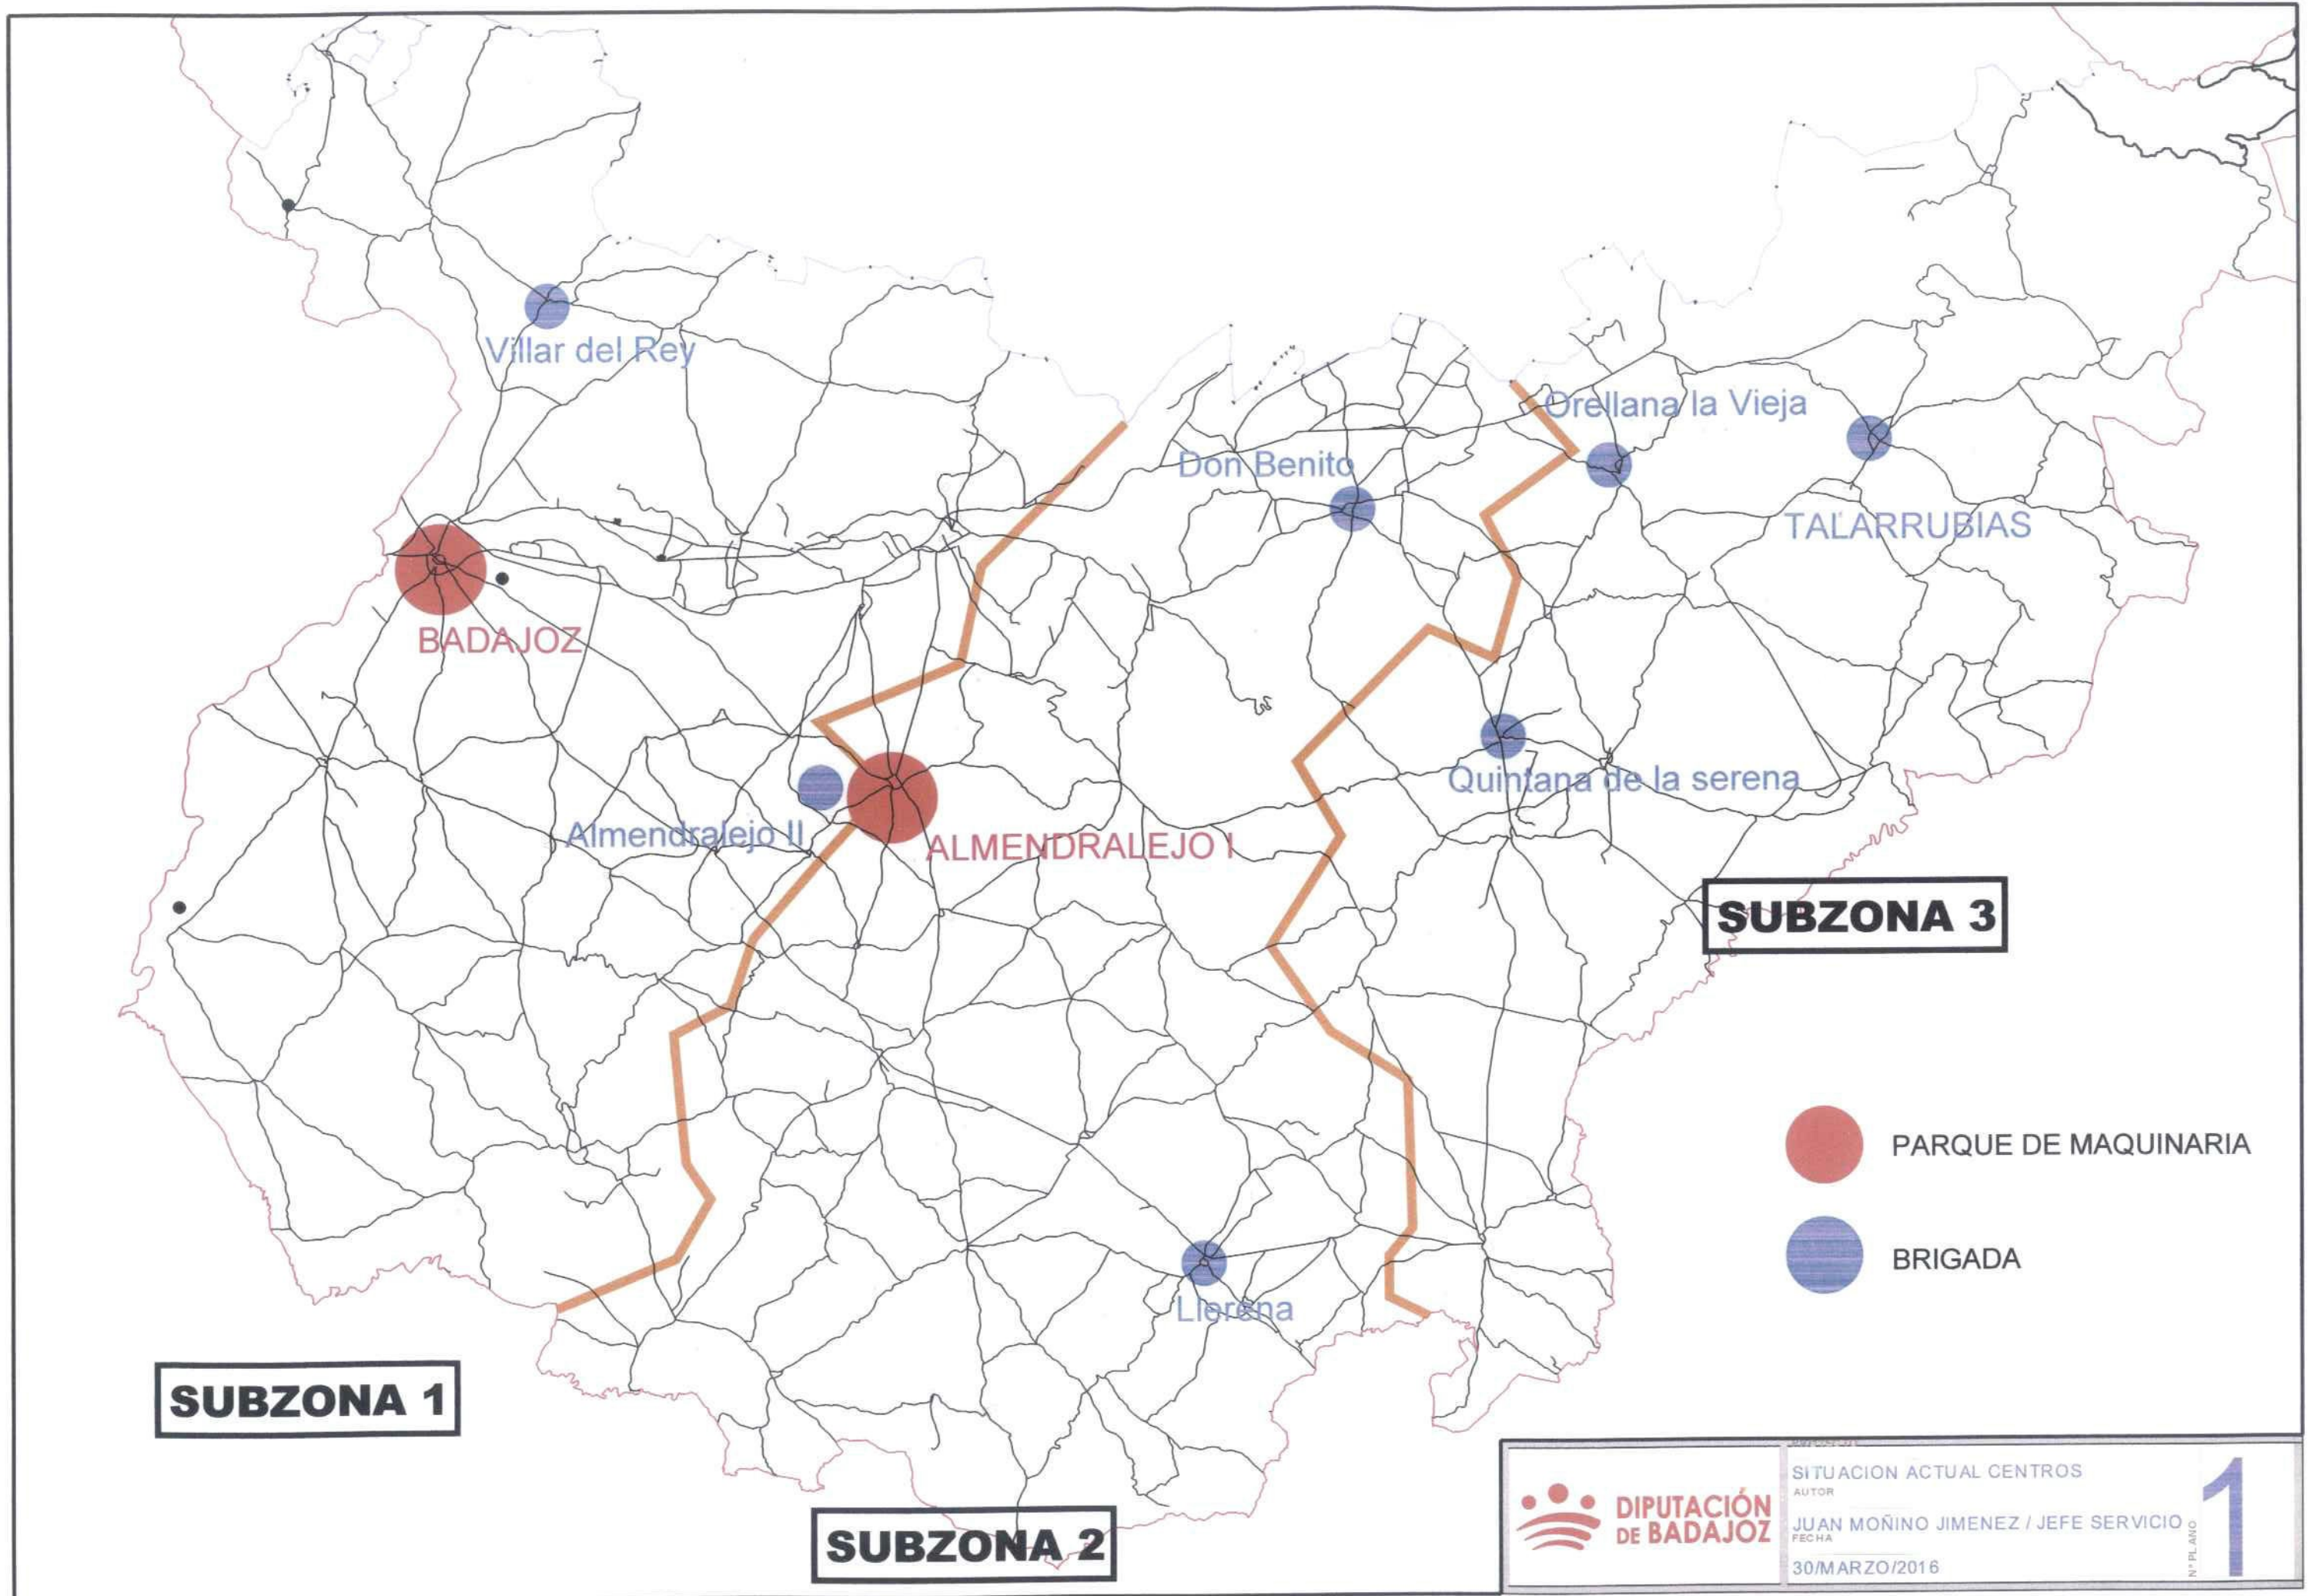 Villar del Rey
Orellana la Vieja
Don Benito
TALARRUBIAS
BADAJOZ
Quintana de la serena
Almendralejo II
ALMENDRALEJO I
SUBZONA 3
PARQUE DE MAQUINARIA
BRIGADA
Llerena
SUBZONA 1
SUBZONA 2
DIPUTACIÓN
DE BADAJOZ
SITUACION ACTUAL CENTROS
AUTOR
JUAN MOÑINO JIMENEZ / JEFE SERVICIO
FECHA
30/MARZO/2016
Nº PLANO
1